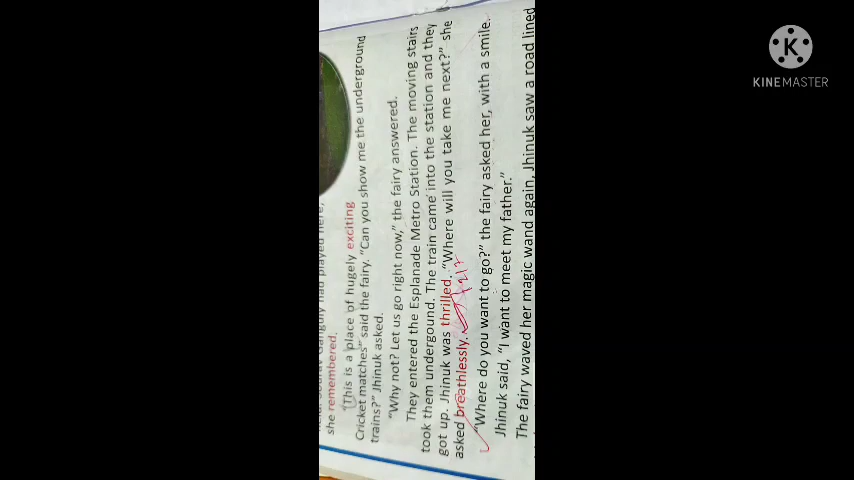 she remembered.
"This is a place of hugely exciting
Cricket matches" said the fairy. "Can you show me the underground
trains?" Jhinuk asked.
"Why not? Let us go right now," the fairy answered.
They entered the Esplanade Metro Station. The moving stairs
took them underground. The train came into the station and they
got up. Jhinuk was thrilled. "Where will you take me next?" she
asked breathlessly.
"Where do you want to go?" the fairy asked her, with a smile.
Jhinuk said, "I want to meet my father."
The fairy waved her magic wand again, Jhinuk saw a road lined
K
KINEMASTER